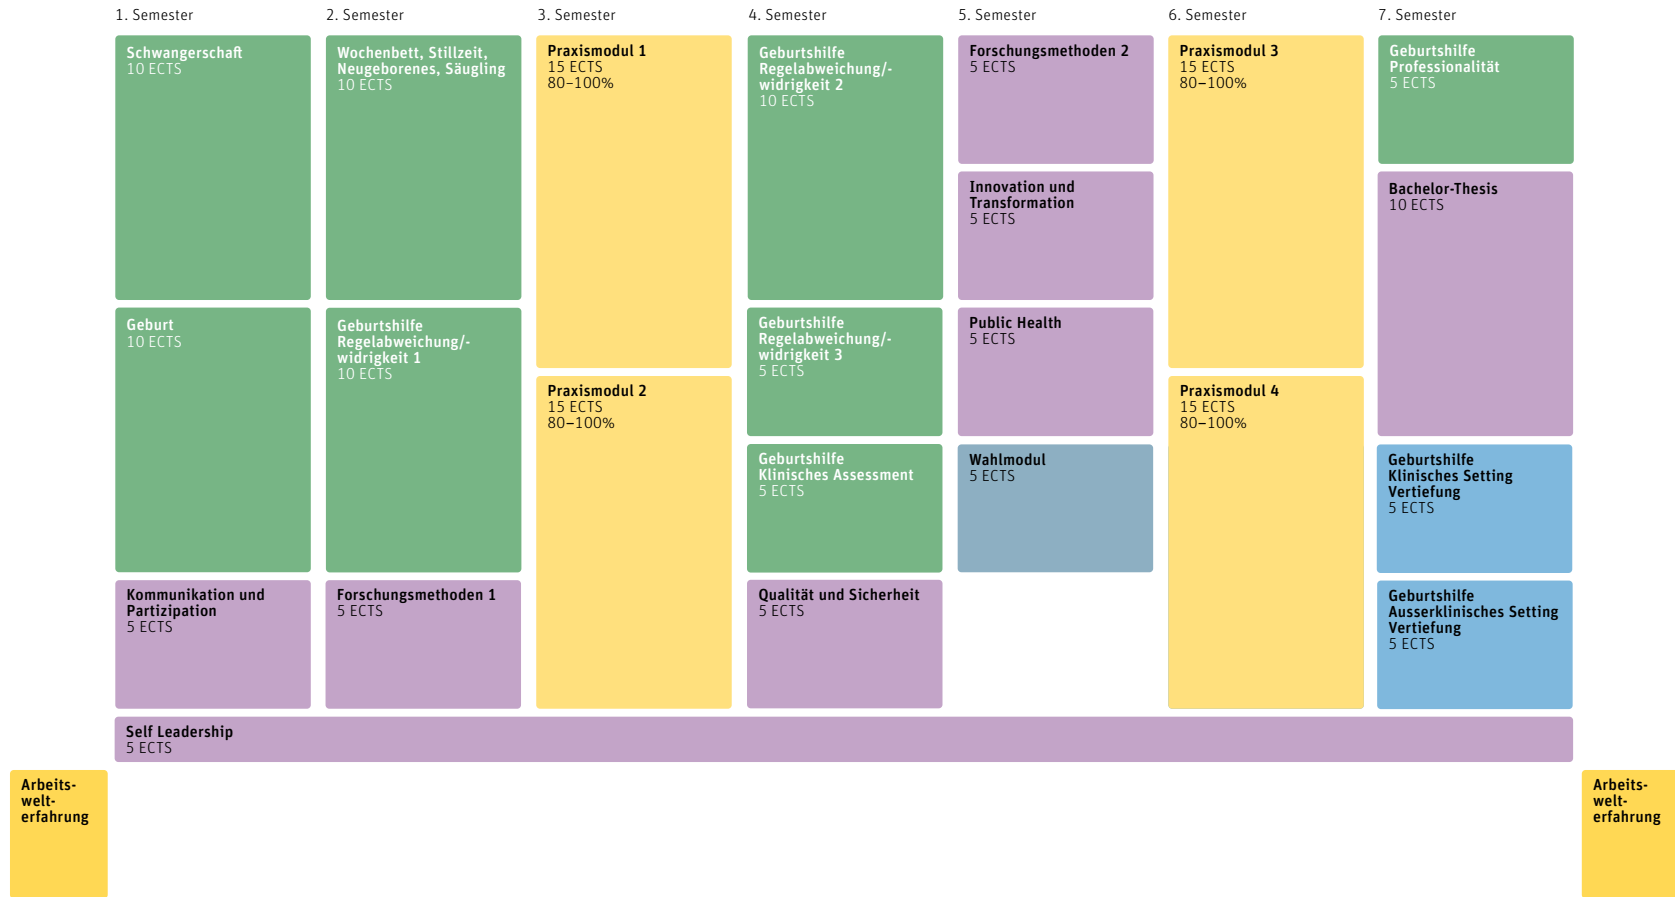 1. Semester
2. Semester
3. Semester
4. Semester
5. Semester
6. Semester
7. Semester
Schwangerschaft
10 ECTS
Geburt
10 ECTS
Kommunikation und
Partizipation
5 ECTS
Wochenbett, Stillzeit,
Neugeborenes, Säugling
10 ECTS
Geburtshilfe
Regelabweichung/-
widrigkeit 1
10 ECTS
Forschungsmethoden 1
5 ECTS
Praxismodul 1
15 ECTS
80–100%
Praxismodul 2
15 ECTS
80–100%
Geburtshilfe
Regelabweichung/-
widrigkeit 2
10 ECTS
Geburtshilfe
Regelabweichung/-
widrigkeit 3
5 ECTS
Geburtshilfe
Klinisches Assessment
5 ECTS
Qualität und Sicherheit
5 ECTS
Forschungsmethoden 2
5 ECTS
Innovation und
Transformation
5 ECTS
Public Health
5 ECTS
Wahlmodul
5 ECTS
Praxismodul 3
15 ECTS
80–100%
Praxismodul 4
15 ECTS
80–100%
Geburtshilfe
Professionalität
5 ECTS
Bachelor-Thesis
10 ECTS
Geburtshilfe
Klinisches Setting
Vertiefung
5 ECTS
Geburtshilfe
Ausserklinisches Setting
Vertiefung
5 ECTS
Self Leadership
5 ECTS
Arbeits-
welt-
erfahrung
Arbeits-
welt-
erfahrung